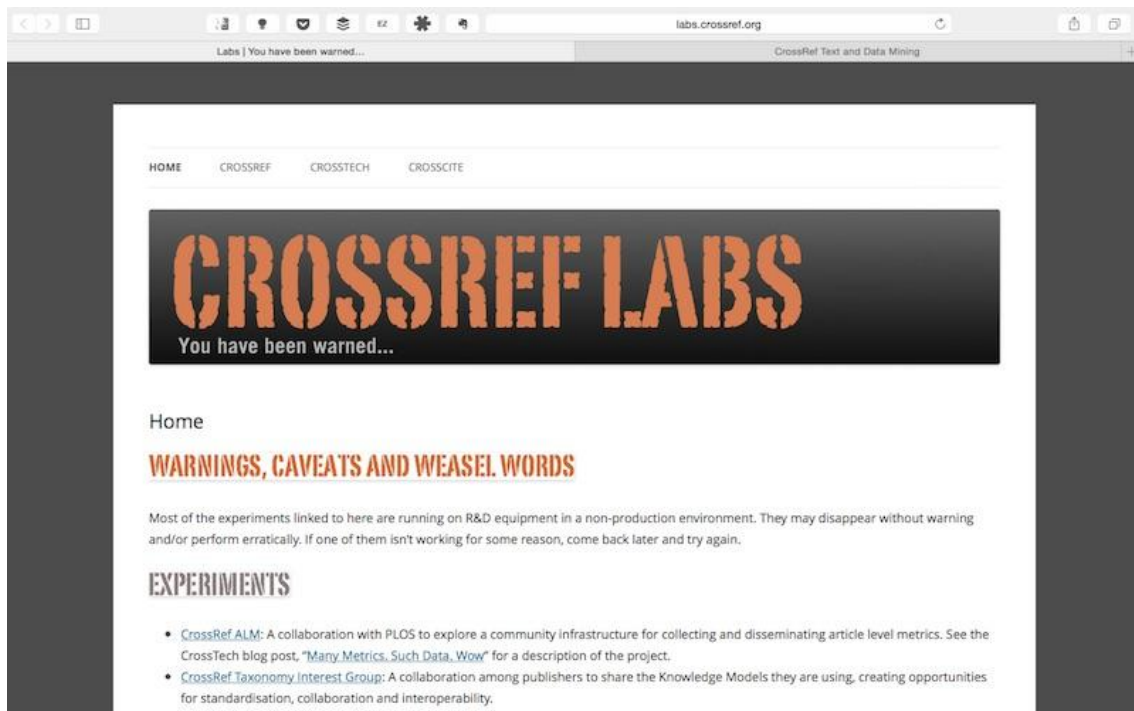 EZ
labs.crossref.org
Labs | You have been warned...
CrossRef Text and Data Mining
HOME CROSSREF CROSSTECH CROSSCITE
CROSSREF LABS
You have been warned...
Home
WARNINGS, CAVEATS AND WEASEL WORDS
Most of the experiments linked to here are running on R&D equipment in a non-production environment. They may disappear without warning
and/or perform erratically. If one of them isn't working for some reason, come back later and try again.
EXPERIMENTS
• CrossRef ALM: A collaboration with PLOS to explore a community infrastructure for collecting and disseminating article level metrics. See the
CrossTech blog post, "Many Metrics. Such Data. Wow" for a description of the project.
• CrossRef Taxonomy Interest Group: A collaboration among publishers to share the Knowledge Models they are using, creating opportunities
for standardisation, collaboration and interoperability.